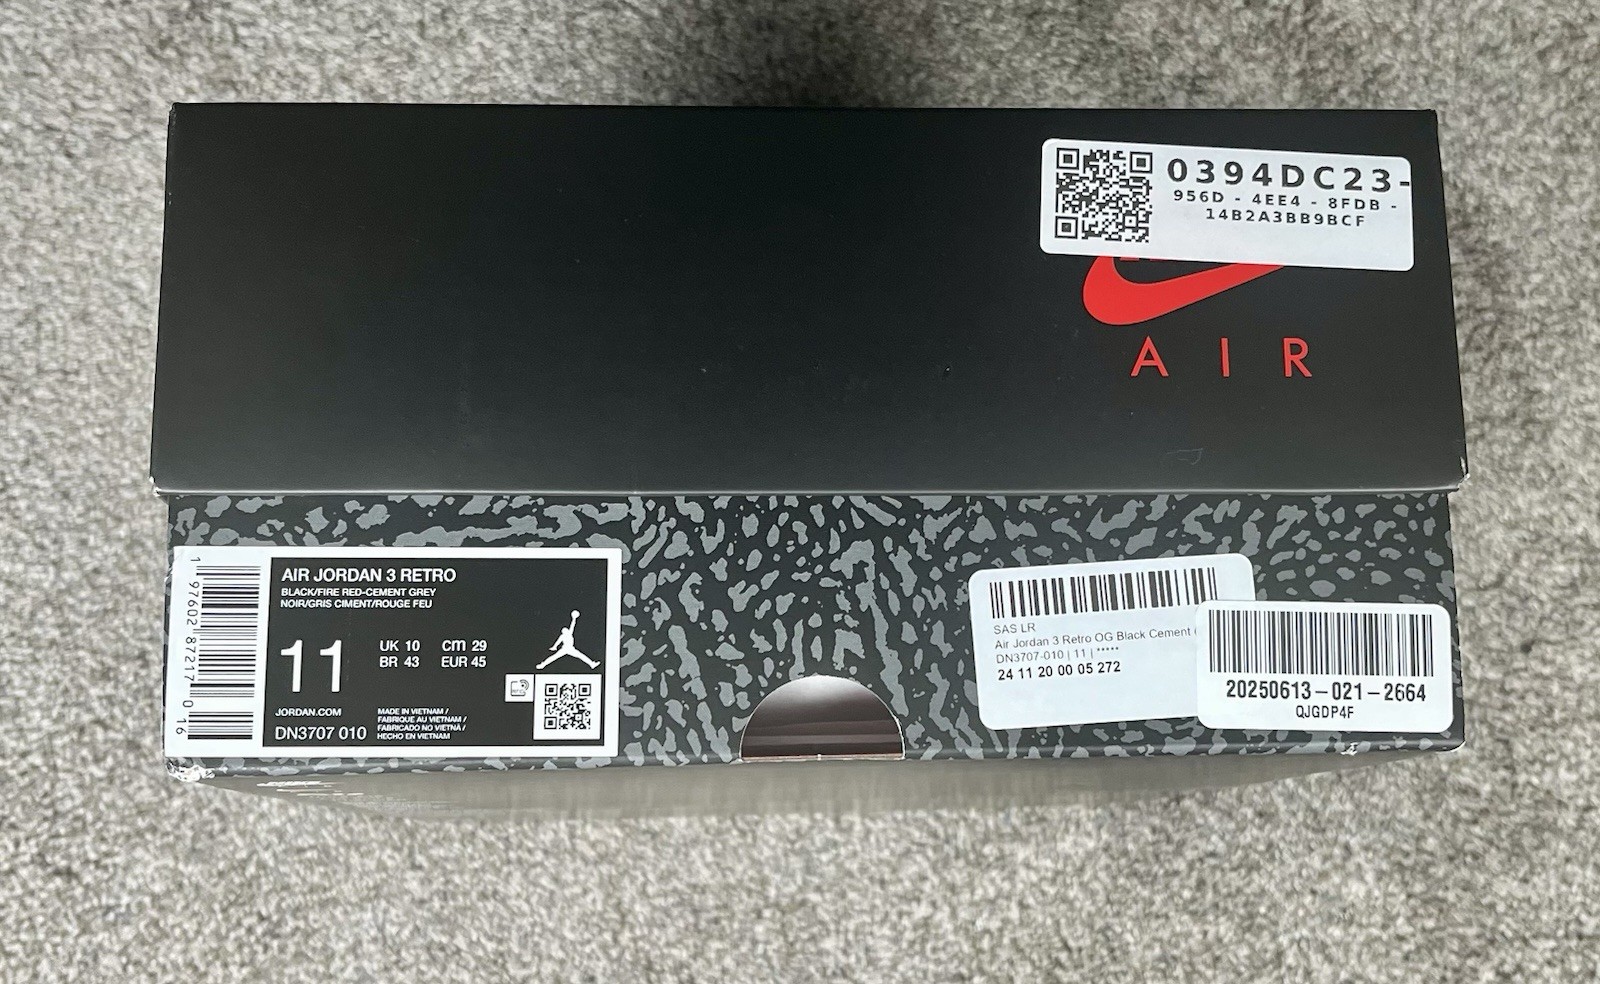 0394DC23-
956D - 4EE4 - 8FDB -
14B2A3BB9BCF
AIR
1 97602 87217 0 16
AIR JORDAN 3 RETRO
BLACK/FIRE RED-CEMENT GREY
NOIR/GRIS CIMENT/ROUGE FEU
11
UK 10 cm 29
BR 43 EUR 45
JORDAN.COM
DN3707 010
MADE IN VIETNAM /
FABRIQUE AU VIETNAM /
FABRICADO NO VIETNÃ /
HECHO EN VIETNAM
SAS LR
Air Jordan 3 Retro OG Black Cement (
DN3707-010 | 11 | *****
24 11 20 00 05 272
20250613-021-2664
QJGDP4F